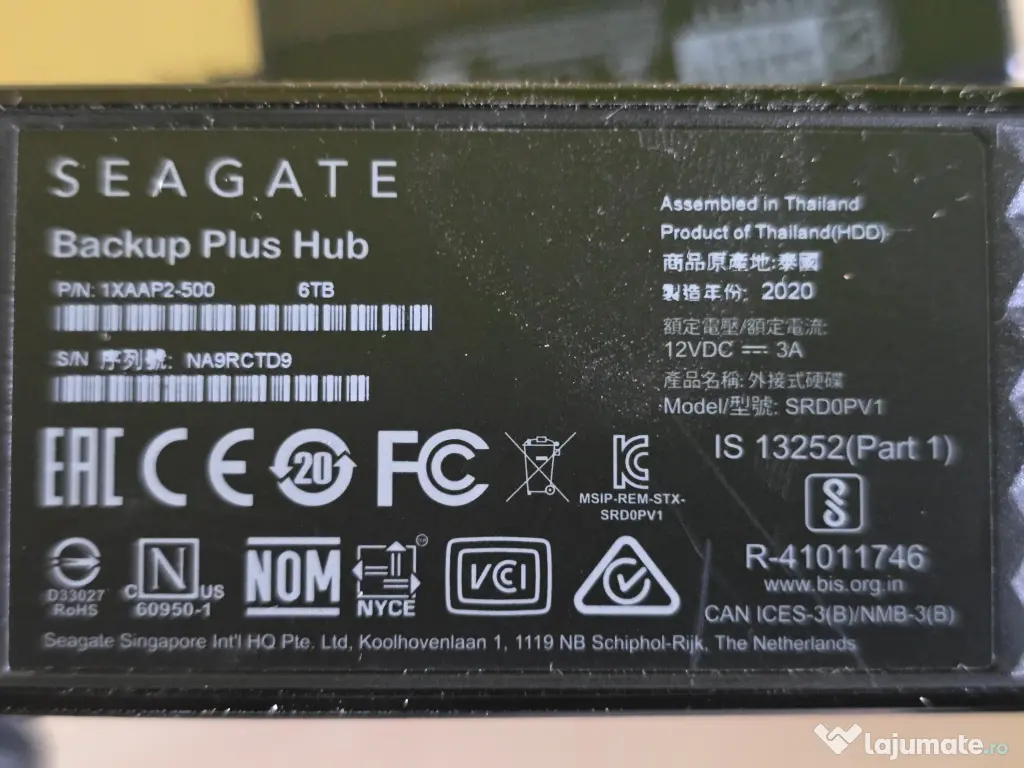 SEAGATE
Backup Plus Hub
P/N: 1XAAP2-500 6TB
S/N 序列號: NA9RCTD9
Assembled in Thailand
Product of Thailand(HDD)
商品原產地:泰國
製造年份: 2020
額定電壓/額定電流:
12VDC ⎓ 3A
產品名稱: 外接式硬碟
Model/型號: SRD0PV1
EAC CE 20 FC
MSIP-REM-STX-
SRD0PV1
IS 13252(Part 1)
R-41011746
www.bis.org.in
CAN ICES-3(B)/NMB-3(B)
D33027
RoHS
C N US
60950-1
NOM
NYCE
VCI
Seagate Singapore Int'l HQ Pte. Ltd, Koolhovenlaan 1, 1119 NB Schiphol-Rijk, The Netherlands
lajumate.ro